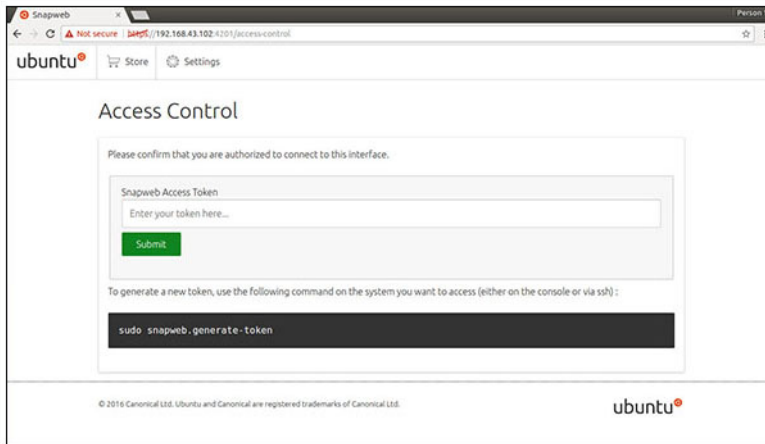 Snapweb
Person
Not secure | https://192.168.43.102:4201/access-control
ubuntu
Store
Settings
Access Control
Please confirm that you are authorized to connect to this interface.
Snapweb Access Token
Enter your token here...
Submit
To generate a new token, use the following command on the system you want to access (either on the console or via ssh) :
sudo snapweb.generate-token
© 2016 Canonical Ltd. Ubuntu and Canonical are registered trademarks of Canonical Ltd.
ubuntu